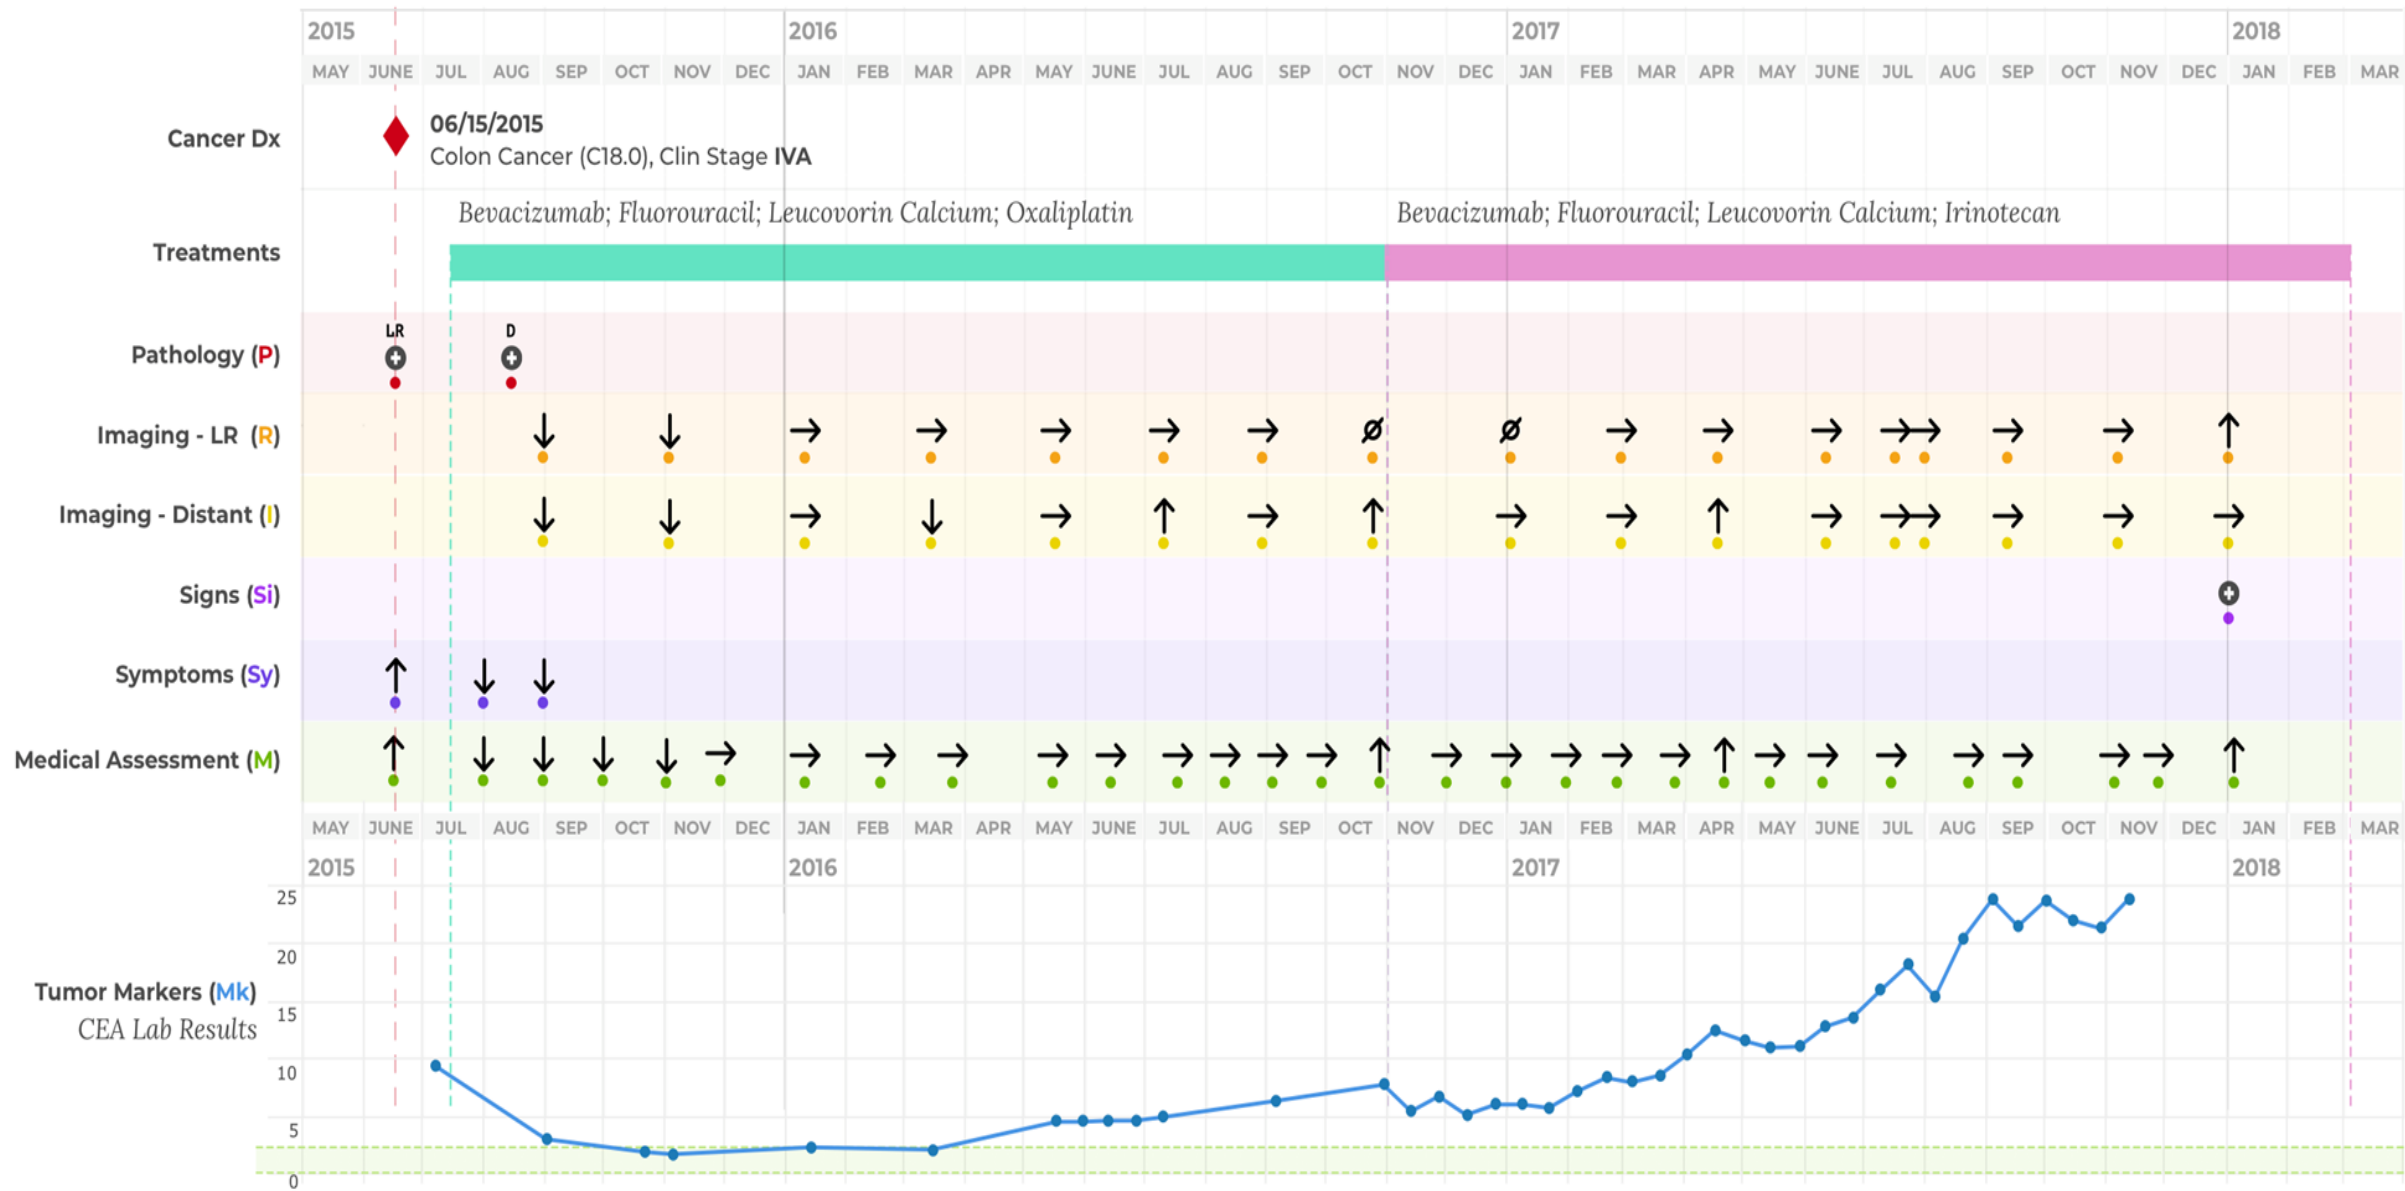 2015 2016 2017 2018
MAY JUNE JUL AUG SEP OCT NOV DEC JAN FEB MAR APR MAY JUNE JUL AUG SEP OCT NOV DEC JAN FEB MAR APR MAY JUNE JUL AUG SEP OCT NOV DEC JAN FEB MAR
Cancer Dx
06/15/2015
Colon Cancer (C18.0), Clin Stage IVA
Treatments
Bevacizumab; Fluorouracil; Leucovorin Calcium; Oxaliplatin
Bevacizumab; Fluorouracil; Leucovorin Calcium; Irinotecan
Pathology (P)
LR D
Imaging - LR (R)
Imaging - Distant (I)
Signs (Si)
Symptoms (Sy)
Medical Assessment (M)
MAY JUNE JUL AUG SEP OCT NOV DEC JAN FEB MAR APR MAY JUNE JUL AUG SEP OCT NOV DEC JAN FEB MAR APR MAY JUNE JUL AUG SEP OCT NOV DEC JAN FEB MAR
2015 2016 2017 2018
Tumor Markers (Mk)
CEA Lab Results
25
20
15
10
5
0